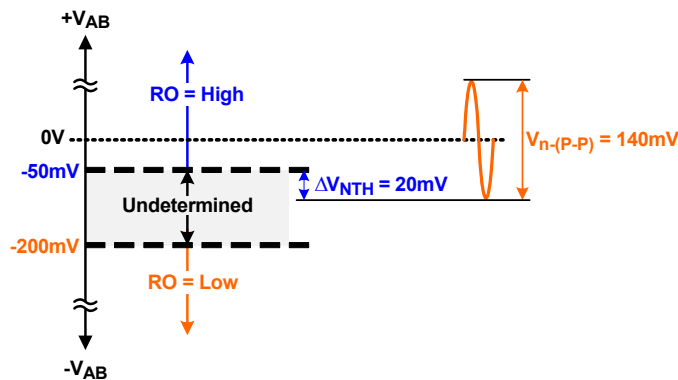 +VAB
RO = High
0V
Vn-(P-P) = 140mV
-50mV
ΔVNTH = 20mV
Undetermined
-200mV
RO = Low
-VAB